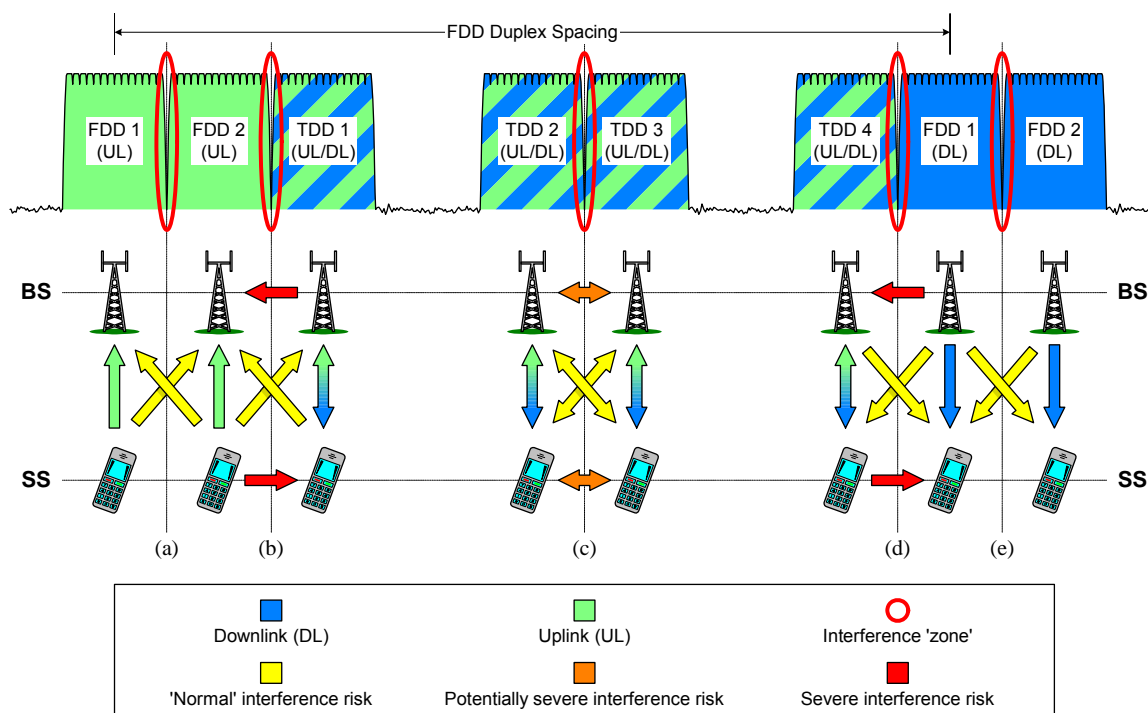 FDD Duplex Spacing
FDD 1
(UL)
FDD 2
(UL)
TDD 1
(UL/DL)
TDD 2
(UL/DL)
TDD 3
(UL/DL)
TDD 4
(UL/DL)
FDD 1
(DL)
FDD 2
(DL)
BS
BS
SS
SS
(a)
(b)
(c)
(d)
(e)
Downlink (DL)
Uplink (UL)
Interference 'zone'
'Normal' interference risk
Potentially severe interference risk
Severe interference risk